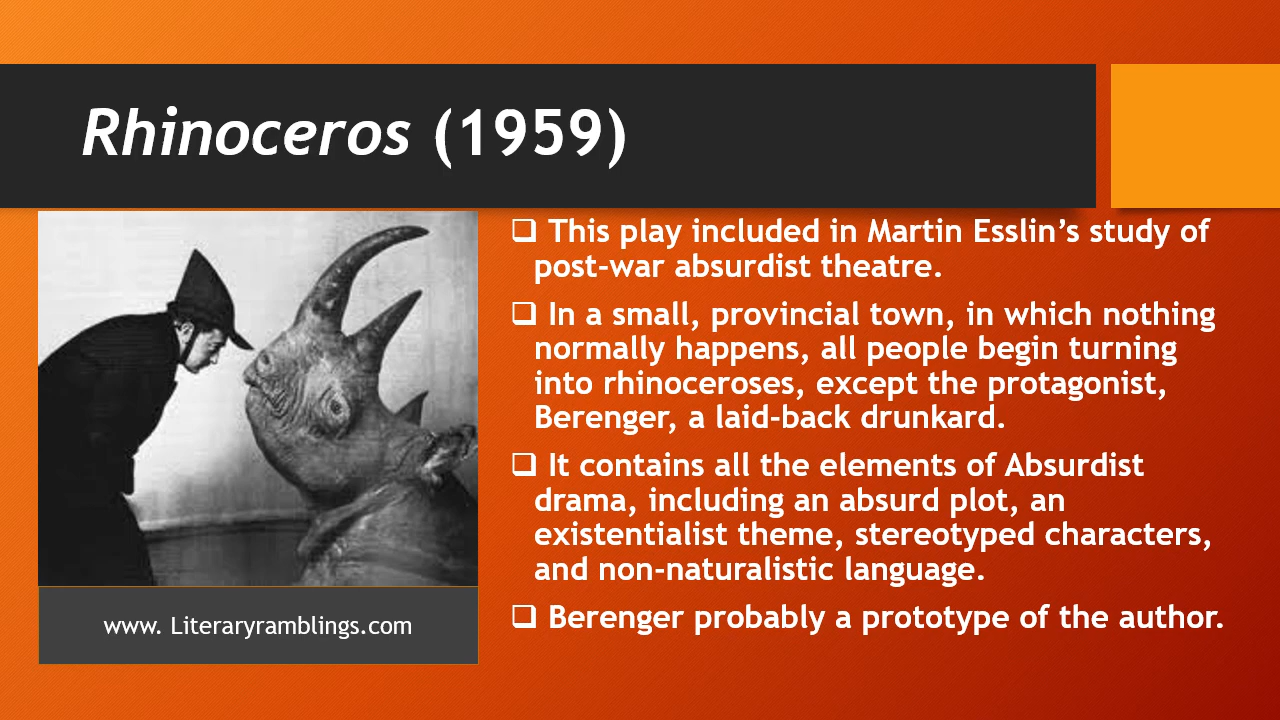 Rhinoceros (1959)
❑ This play included in Martin Esslin’s study of
post-war absurdist theatre.
❑ In a small, provincial town, in which nothing
normally happens, all people begin turning
into rhinoceroses, except the protagonist,
Berenger, a laid-back drunkard.
❑ It contains all the elements of Absurdist
drama, including an absurd plot, an
existentialist theme, stereotyped characters,
and non-naturalistic language.
❑ Berenger probably a prototype of the author.
www. Literaryramblings.com